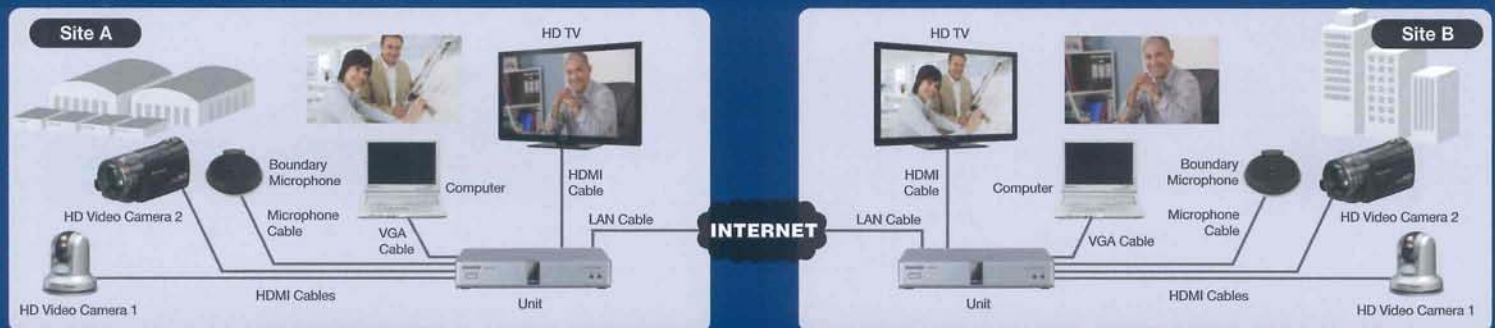 Site A
HD TV
Boundary
Microphone
Computer
HDMI
Cable
HD Video Camera 2
Microphone
Cable
VGA
Cable
LAN Cable
HDMI Cables
Unit
HD Video Camera 1
INTERNET
Site B
HD TV
HDMI
Cable
Computer
Boundary
Microphone
LAN Cable
Microphone
Cable
HD Video Camera 2
VGA Cable
HDMI Cables
Unit
HD Video Camera 1